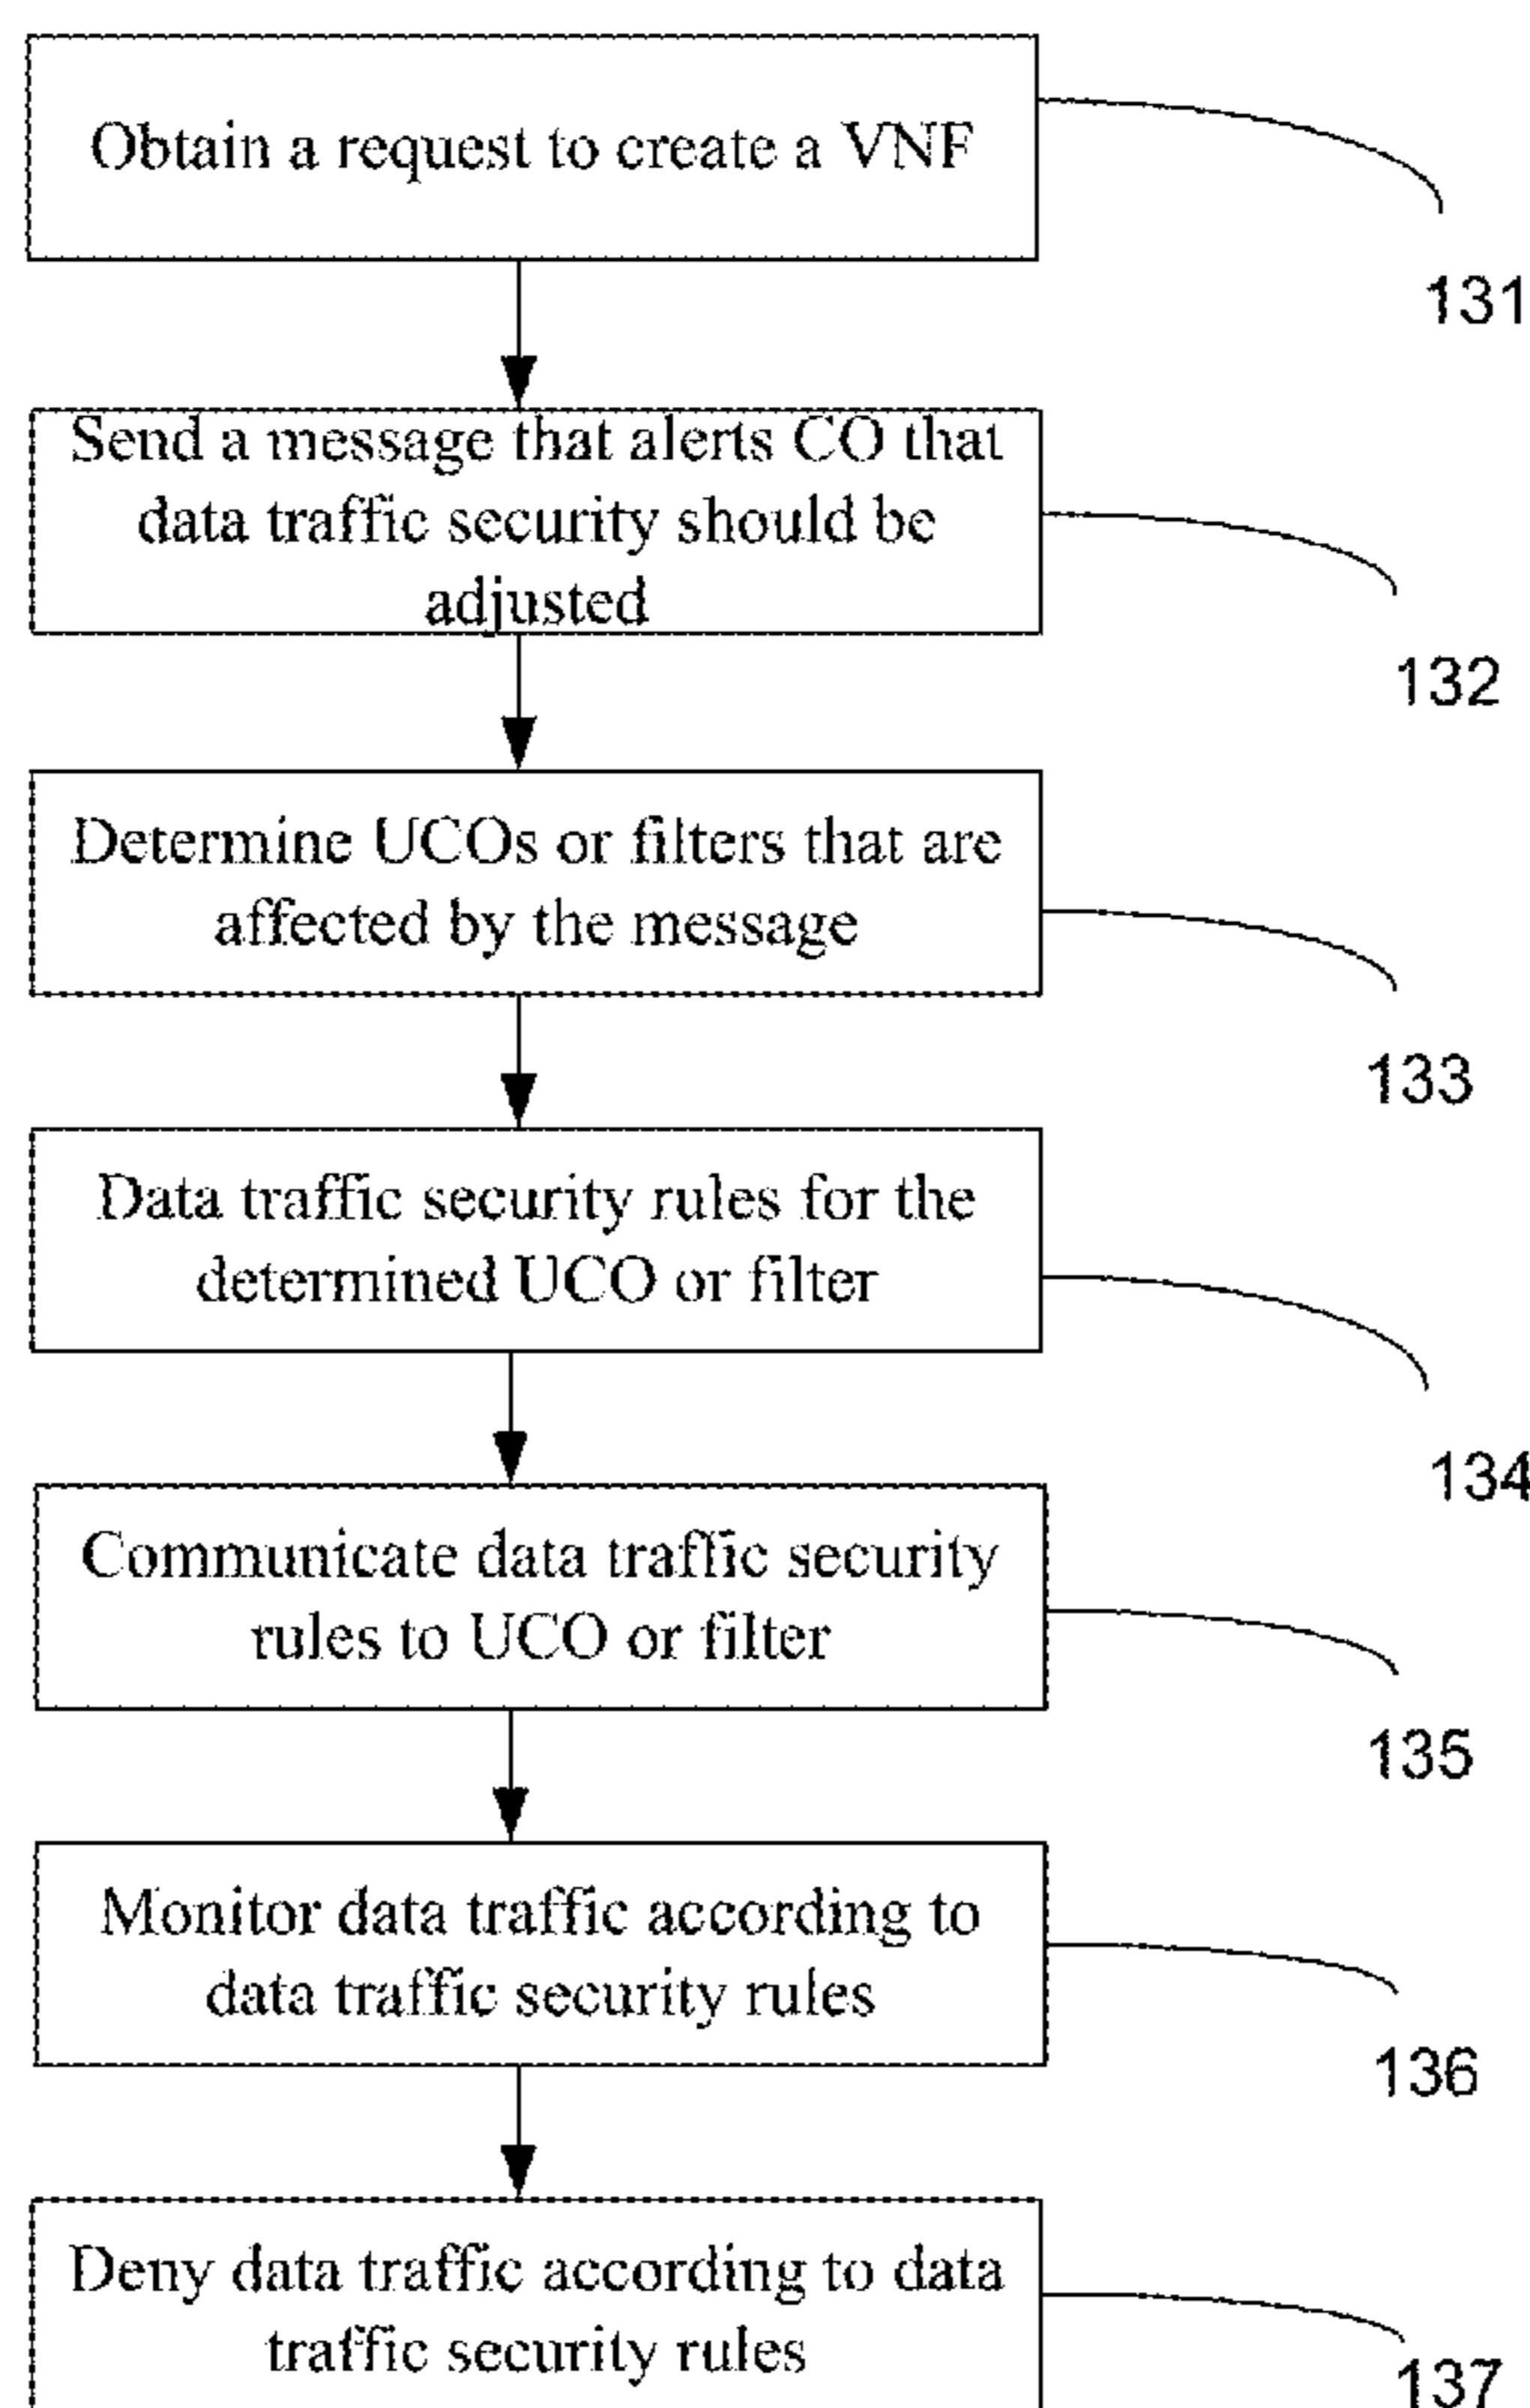 Obtain a request to create a VNF
131
Send a message that alerts CO that
data traffic security should be
adjusted
132
Determine UCOs or filters that are
affected by the message
133
Data traffic security rules for the
determined UCO or filter
134
Communicate data traffic security
rules to UCO or filter
135
Monitor data traffic according to
data traffic security rules
136
Deny data traffic according to data
traffic security rules
137